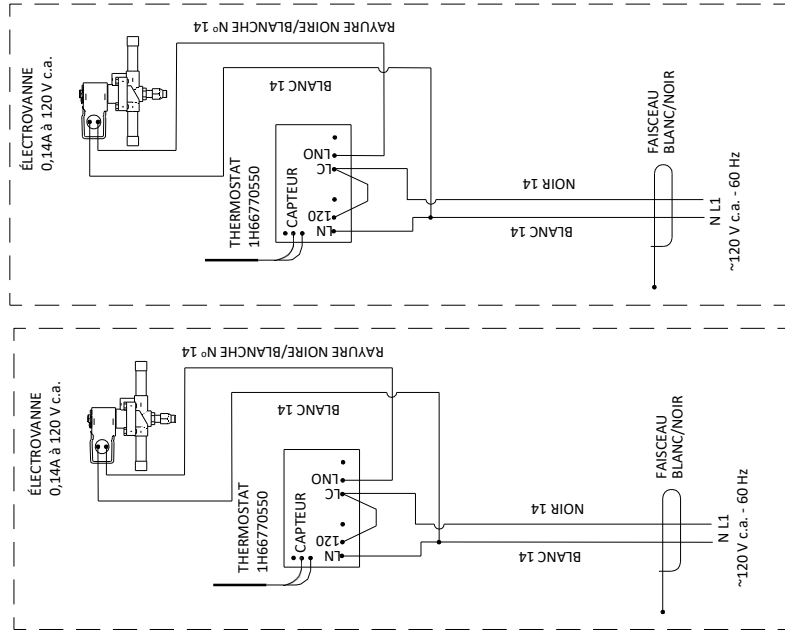 ÉLECTROVANNE
0,14A à 120 V c.a.
RAYURE NOIRE/BLANCHE Nº 14
BLANC 14
THERMOSTAT
1H66770550
CAPTEUR
LNO
LC
120
LN
NOIR 14
BLANC 14
FAISCEAU
BLANC/NOIR
N L1
~120 V c.a. - 60 Hz
ÉLECTROVANNE
0,14A à 120 V c.a.
RAYURE NOIRE/BLANCHE Nº 14
BLANC 14
THERMOSTAT
1H66770550
CAPTEUR
LNO
LC
120
LN
NOIR 14
BLANC 14
FAISCEAU
BLANC/NOIR
N L1
~120 V c.a. - 60 Hz